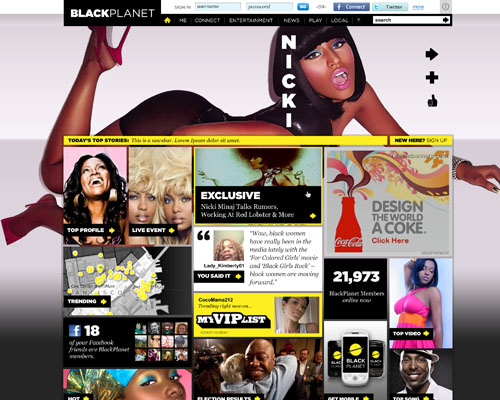 BLACKPLANET
SIGN IN: username password GO -OR- Connect Twitter more
ME CONNECT ENTERTAINMENT NEWS PLAY LOCAL
search
NICKI
TODAY'S TOP STORIES: This is a newsbar. Lorem Ipsum dolor sit amet.
NEW HERE? SIGN UP
TOP PROFILE
LIVE EVENT
EXCLUSIVE
Nicki Minaj Talks Rumors,
Working At Red Lobster & More
DESIGN
THE WORLD
A COKE.
Coca-Cola
Click Here
ADVERTISEMENT
Lady_Kimberly01
YOU SAID IT
"Wow, black women
have really been in the
media lately with the
'For Colored Girls' movie
and 'Black Girls Rock' –
black women are moving
forward."
TRENDING
CocoMama212
Trending right now on...
MYVIPLIST
21,973
BlackPlanet Members
online now
TOP VIDEO
18
of your Facebook
friends are BlackPlanet
members.
BLACK
PLANET
HOT
ELECTION RESULTS
GET MOBILE
TOP SONG